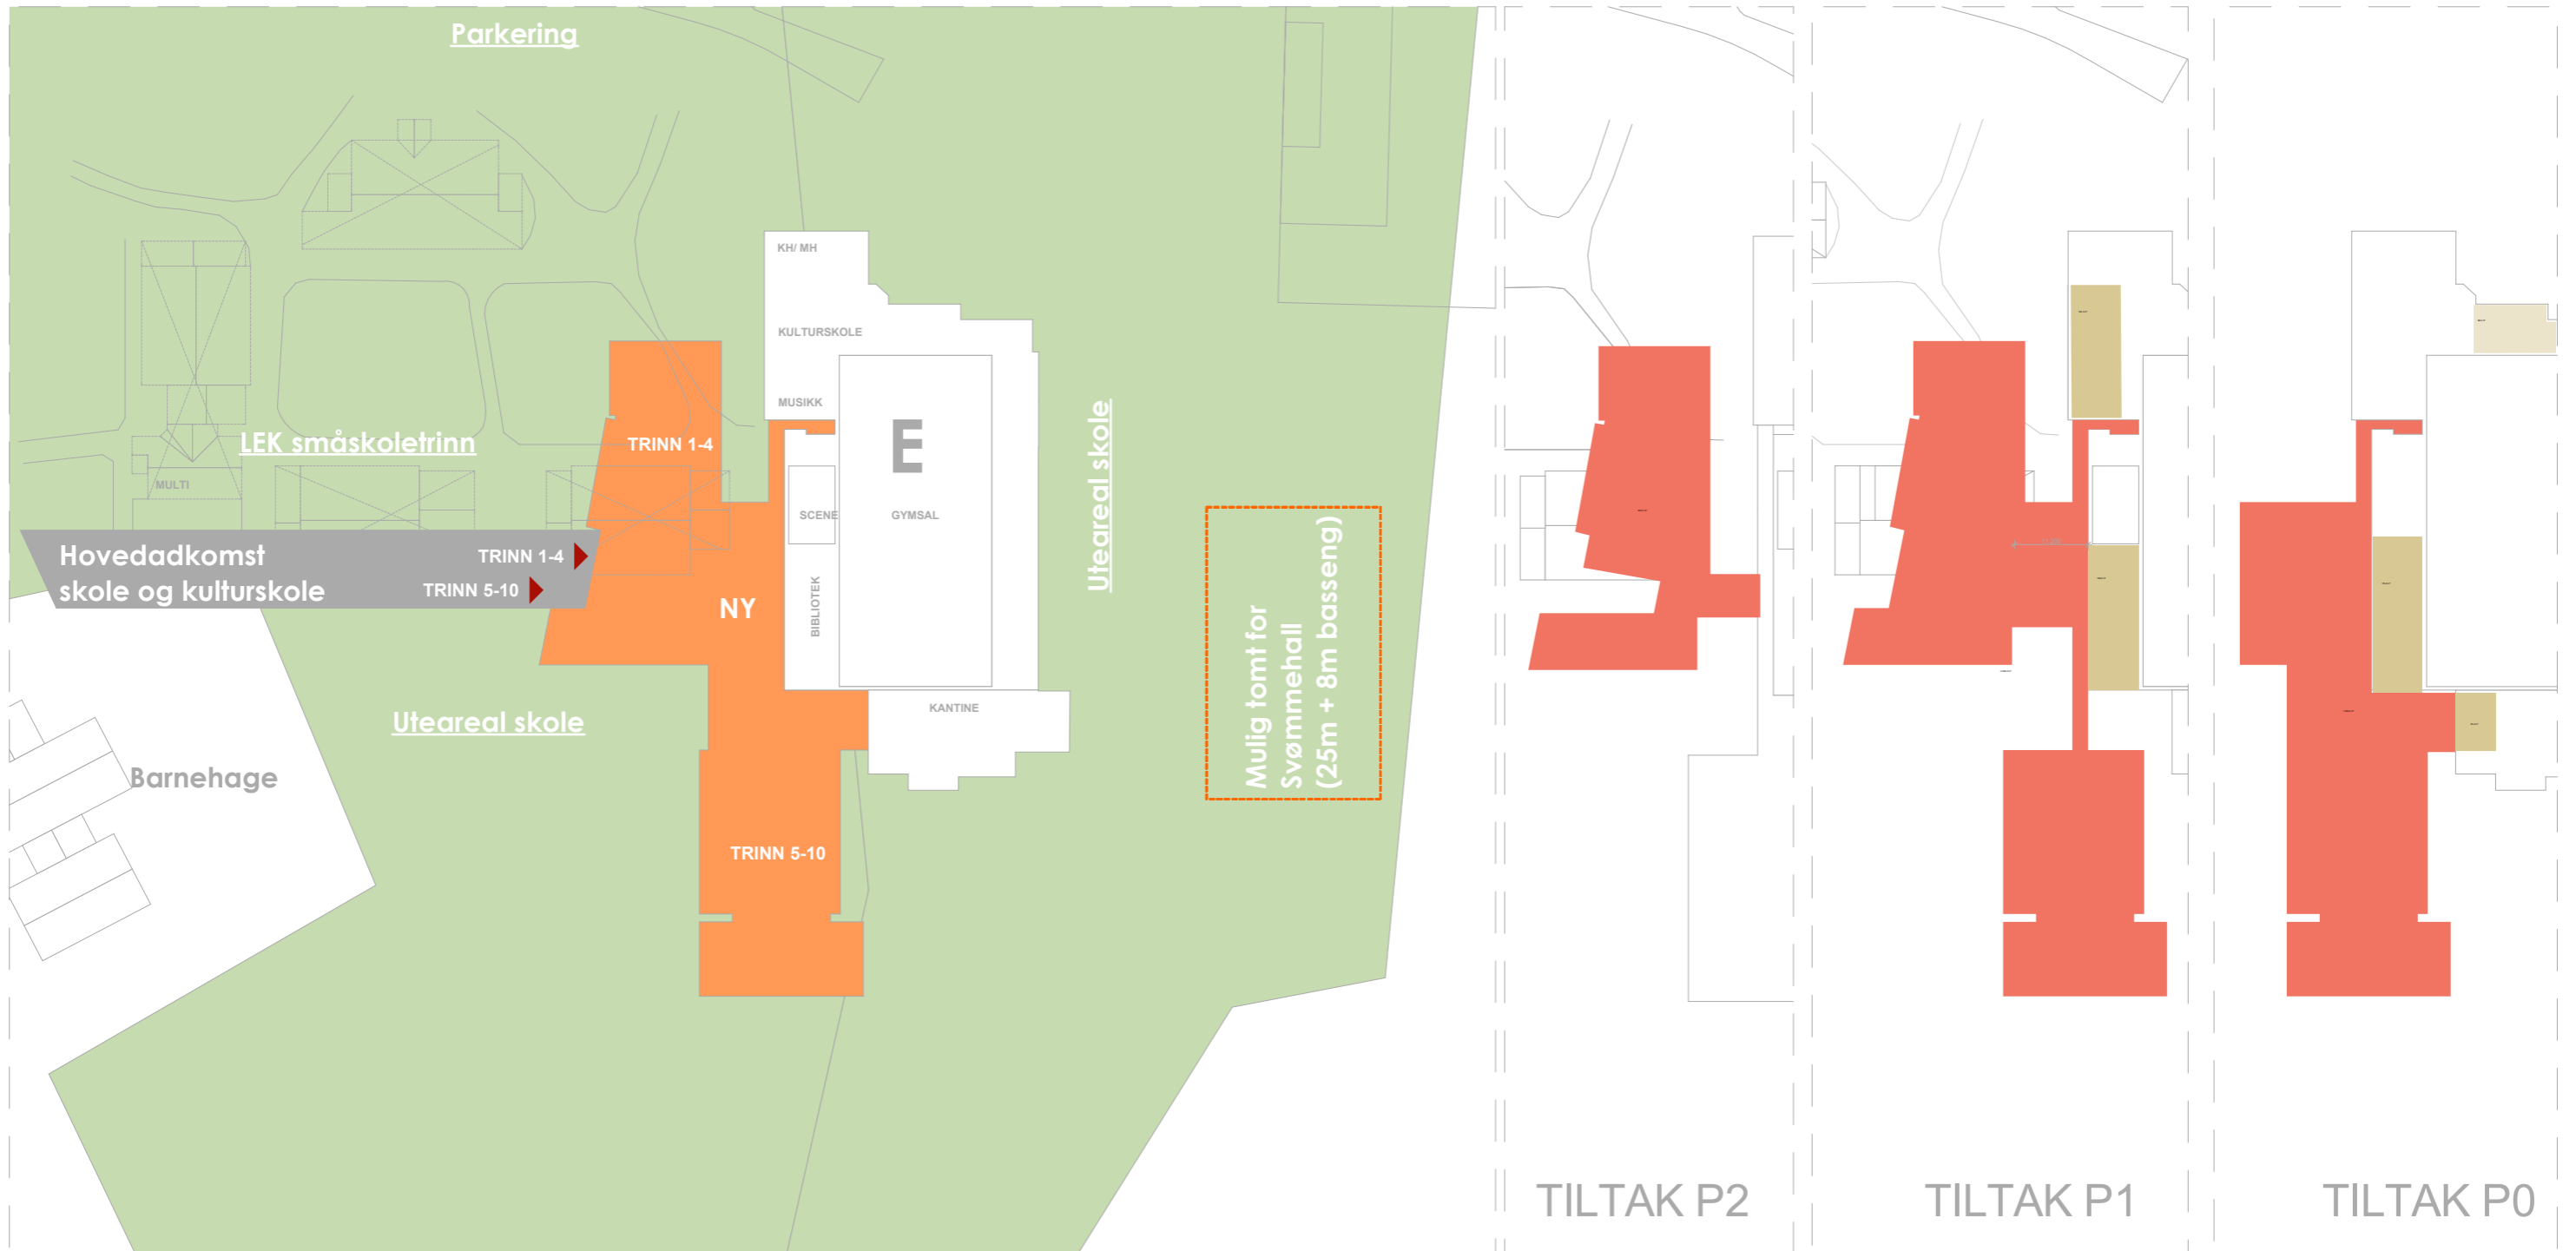 Parkering
KH/ MH
KULTURSKOLE
MUSIKK
E
TRINN 1-4
LEK småskoletrinn
MULTI
SCENE
GYMSAL
Uteareal skole
Hovedadkomst
skole og kulturskole
TRINN 1-4
TRINN 5-10
NY
BIBLIOTEK
Mulig tomt for
Svømmehall
(25m + 8m basseng)
Uteareal skole
KANTINE
Barnehage
TRINN 5-10
TILTAK P2
TILTAK P1
TILTAK P0